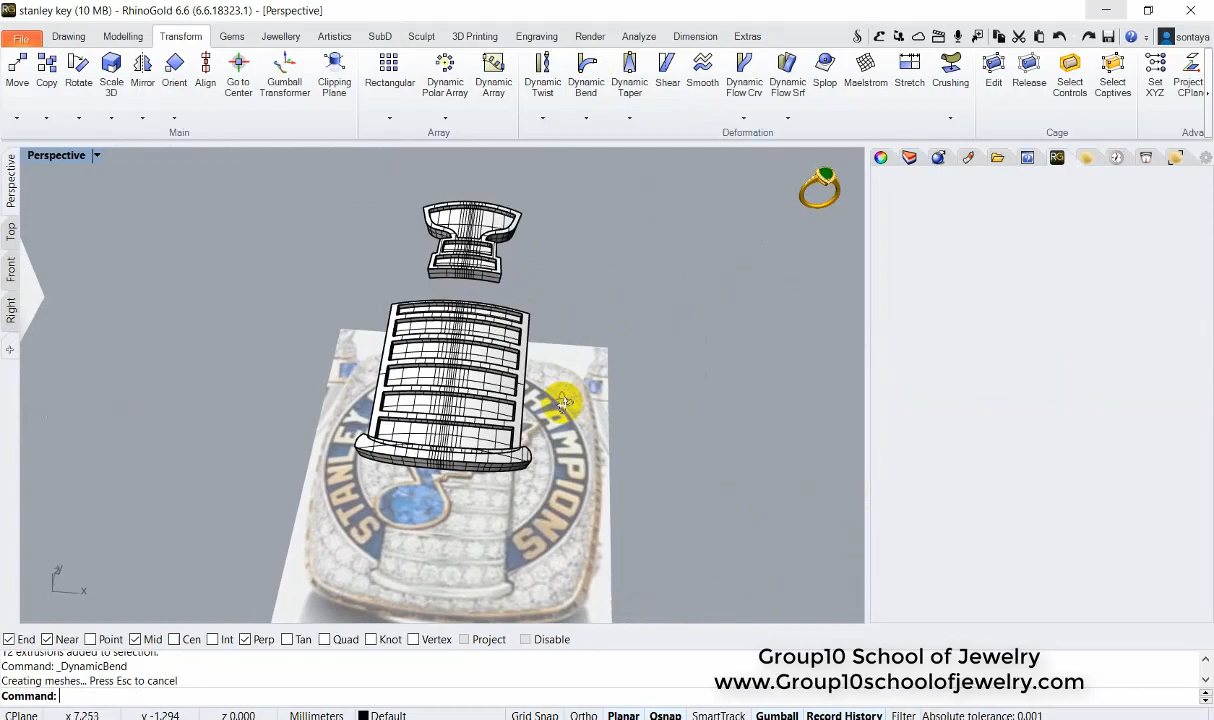 stanley key (10 MB) - RhinoGold 6.6 (6.6.18323.1) - [Perspective]
File Drawing Modelling Transform Gems Jewellery Artistics SubD Sculpt 3D Printing Engraving Render Analyze Dimension Extras
sontaya
Move Copy Rotate Scale 3D Mirror Orient Align Go to Center Gumball Transformer Clipping Plane Rectangular Dynamic Polar Array Dynamic Array Dynamic Twist Dynamic Bend Dynamic Taper Shear Smooth Dynamic Flow Crv Dynamic Flow Srf Splop Maelstrom Stretch Crushing Edit Release Select Controls Select Captives Set XYZ Project CPlan
Main Array Deformation Cage Adva
Perspective
Perspective
Top
Front
Right
STANLEY
CHAMPIONS
x
End Near Point Mid Cen Int Perp Tan Quad Knot Vertex Project Disable
12 extrusions added to selection.
Command: _DynamicBend
Creating meshes... Press Esc to cancel
Command:
Group10 School of Jewelry
www.Group10schoolofjewelry.com
CPlane x 7.253 y -1.294 z 0.000 Millimeters Default Grid Snap Ortho Planar Osnap SmartTrack Gumball Record History Filter Absolute tolerance: 0.001